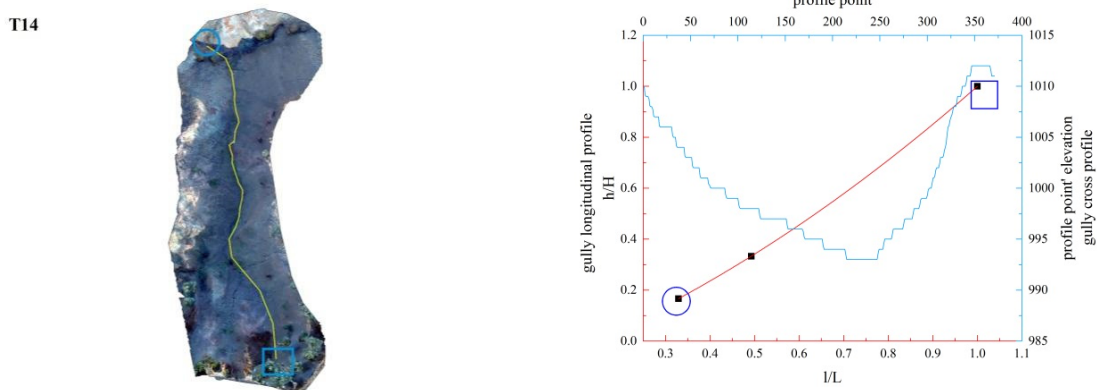 T14
profile point
0 50 100 150 200 250 300 350 400
1.2 1015
1.0 1010
0.8 1005
0.6 1000
0.4 995
0.2 990
0.0 985
gully longitudinal profile
h/H
profile point' elevation
gully cross profile
0.3 0.4 0.5 0.6 0.7 0.8 0.9 1.0 1.1
l/L